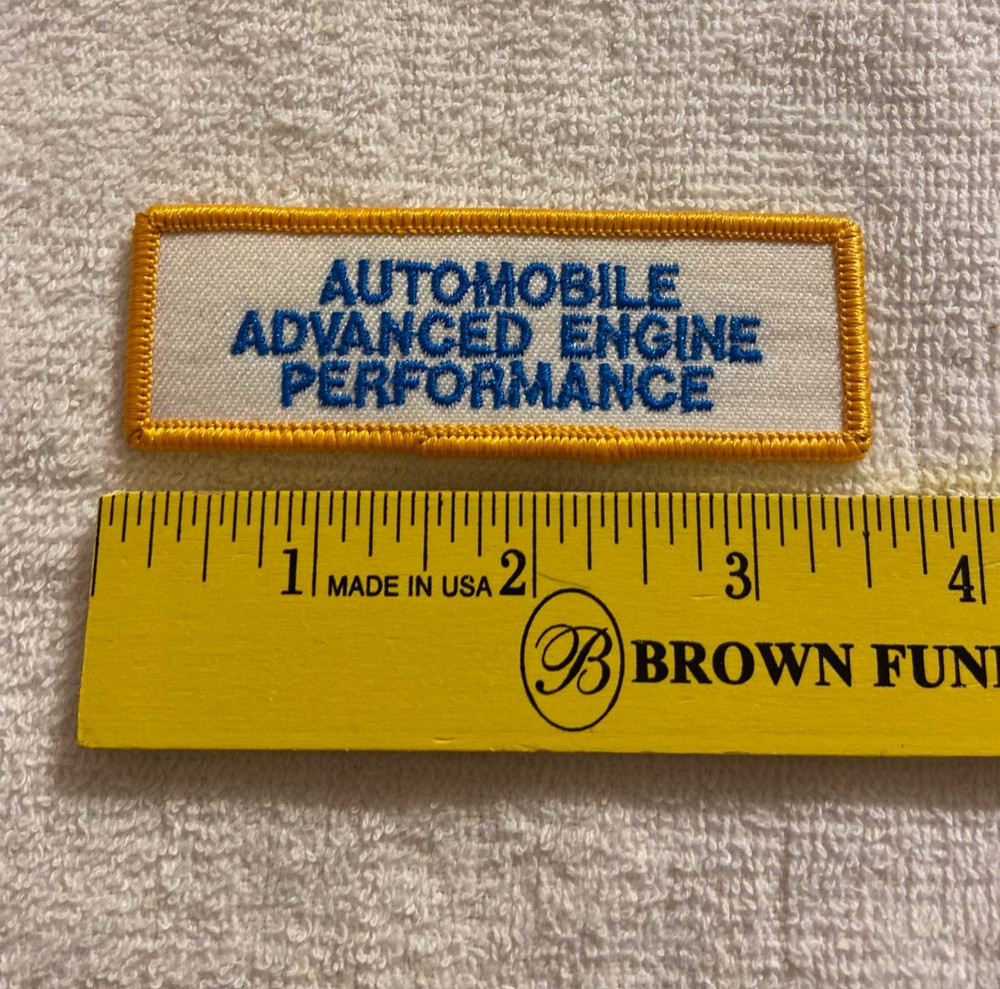 AUTOMOBILE
ADVANCED ENGINE
PERFORMANCE
1 MADE IN USA 2 3 4
B BROWN FUN